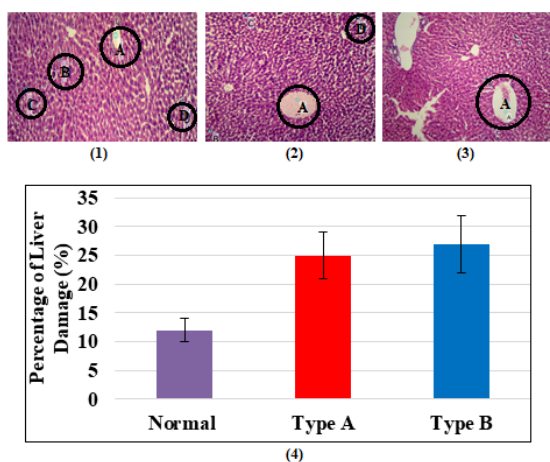 A
B
C
D
(1)
D
A
(2)
A
(3)
Percentage of Liver
Damage (%)
35
30
25
20
15
10
5
0
Normal Type A Type B
(4)